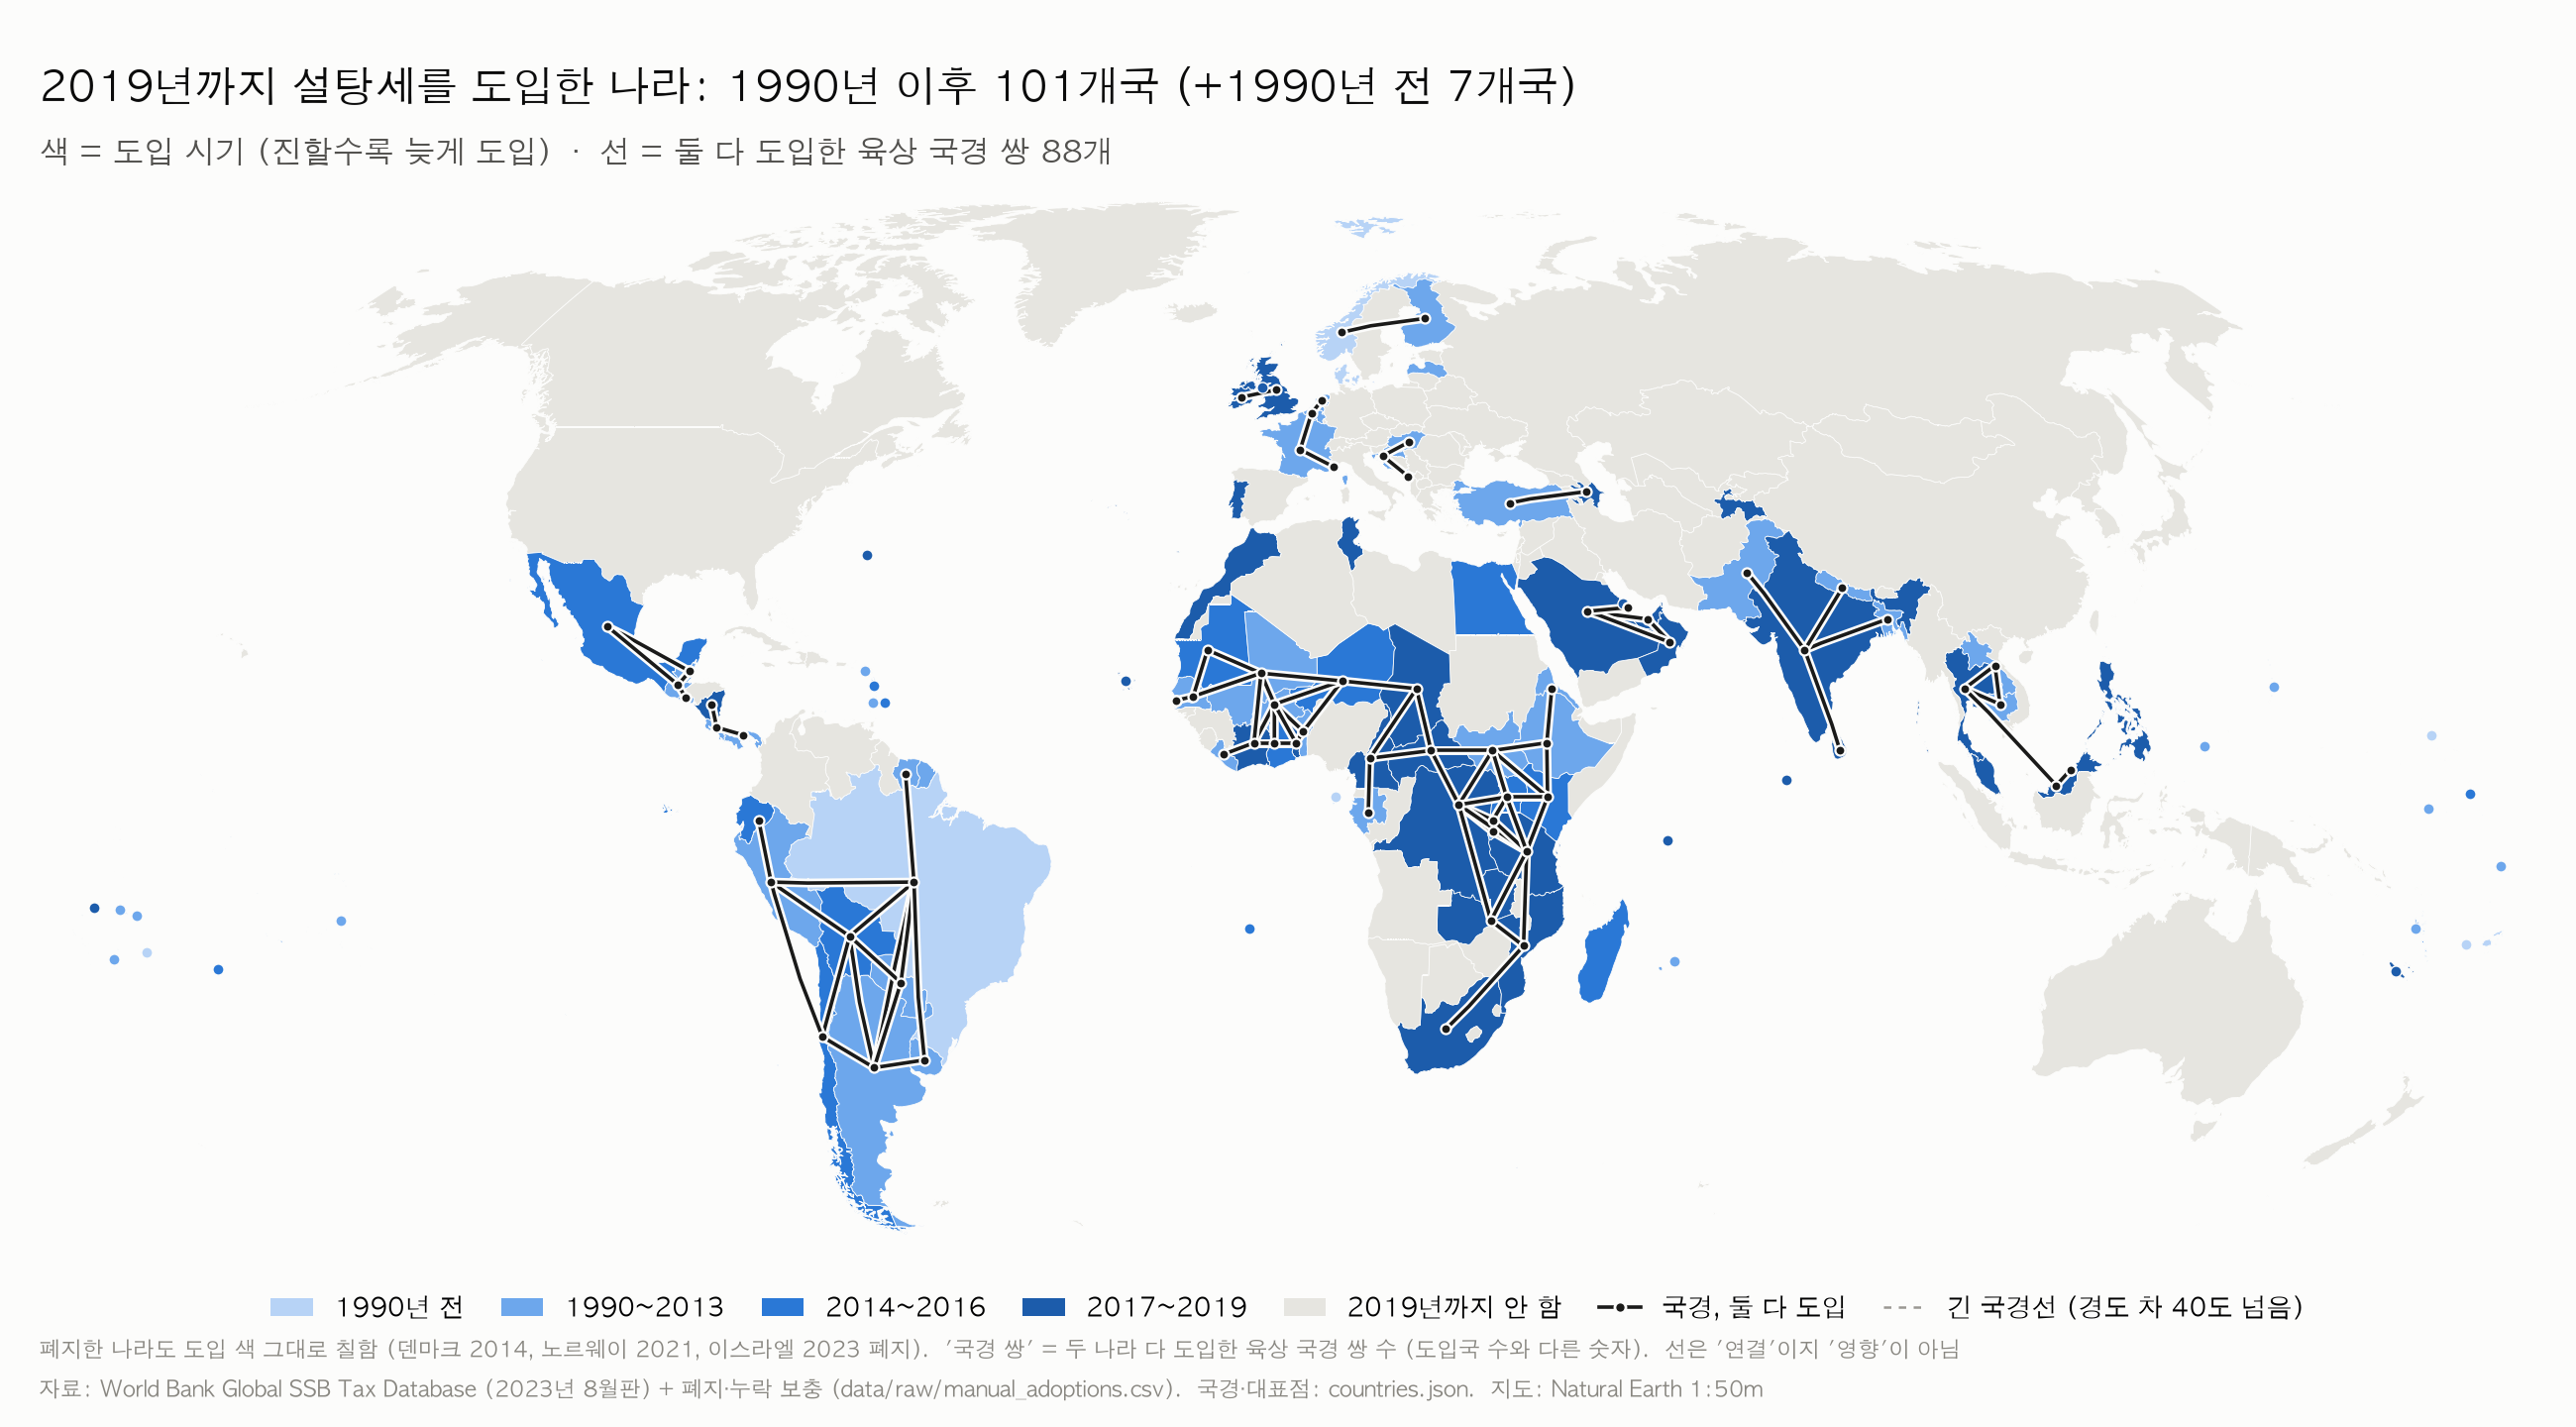 2019년까지 설탕세를 도입한 나라: 1990년 이후 101개국 (+1990년 전 7개국)
색 = 도입 시기 (진할수록 늦게 도입) · 선 = 둘 다 도입한 육상 국경 쌍 88개
1990년 전 1990~2013 2014~2016 2017~2019 2019년까지 안 함 국경, 둘 다 도입 긴 국경선 (경도 차 40도 넘음)
폐지한 나라도 도입 색 그대로 칠함 (덴마크 2014, 노르웨이 2021, 이스라엘 2023 폐지). '국경 쌍' = 두 나라 다 도입한 육상 국경 쌍 수 (도입국 수와 다른 숫자). 선은 '연결'이지 '영향'이 아님
자료: World Bank Global SSB Tax Database (2023년 8월판) + 폐지·누락 보충 (data/raw/manual_adoptions.csv). 국경·대표점: countries.json. 지도: Natural Earth 1:50m